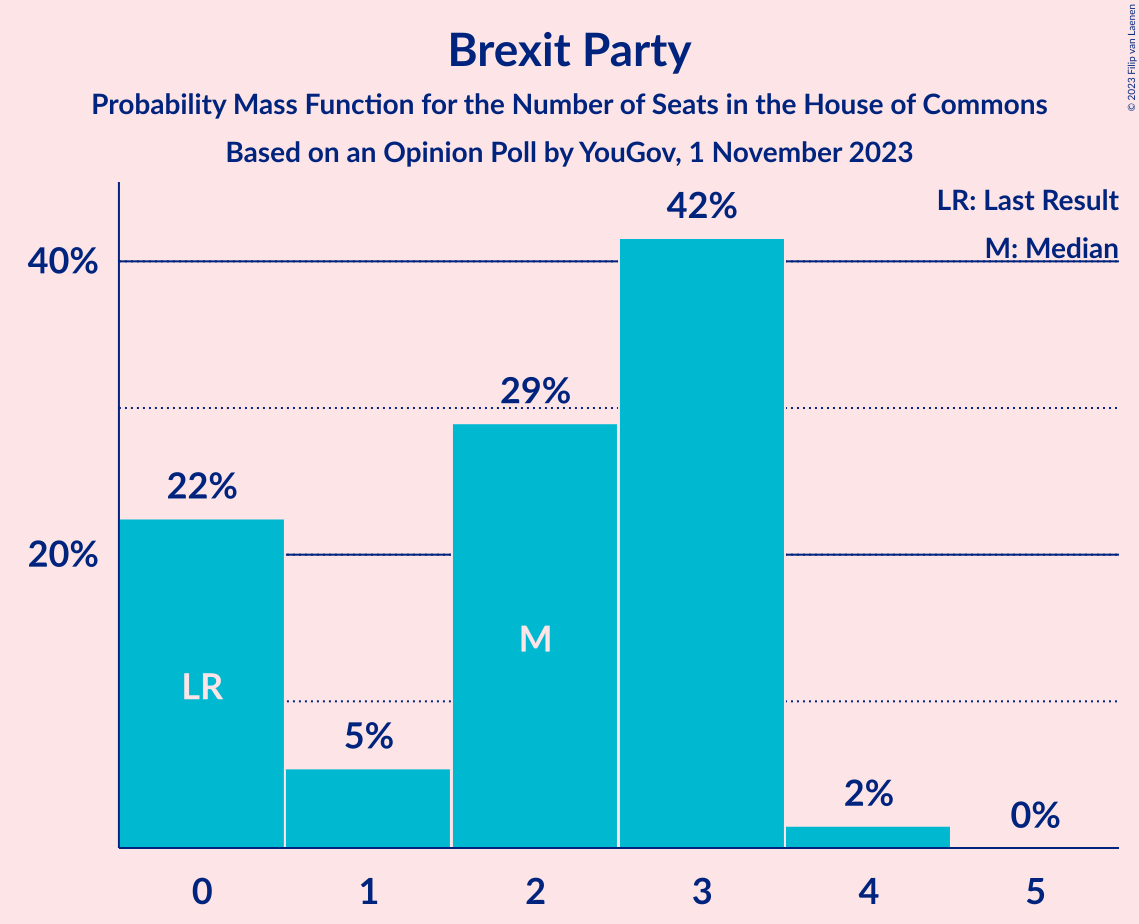 Brexit Party
Probability Mass Function for the Number of Seats in the House of Commons
Based on an Opinion Poll by YouGov, 1 November 2023
© 2023 Filip van Laenen
LR: Last Result
M: Median
42%
40%
29%
22%
20%
M
LR
5%
2%
0%
0 1 2 3 4 5